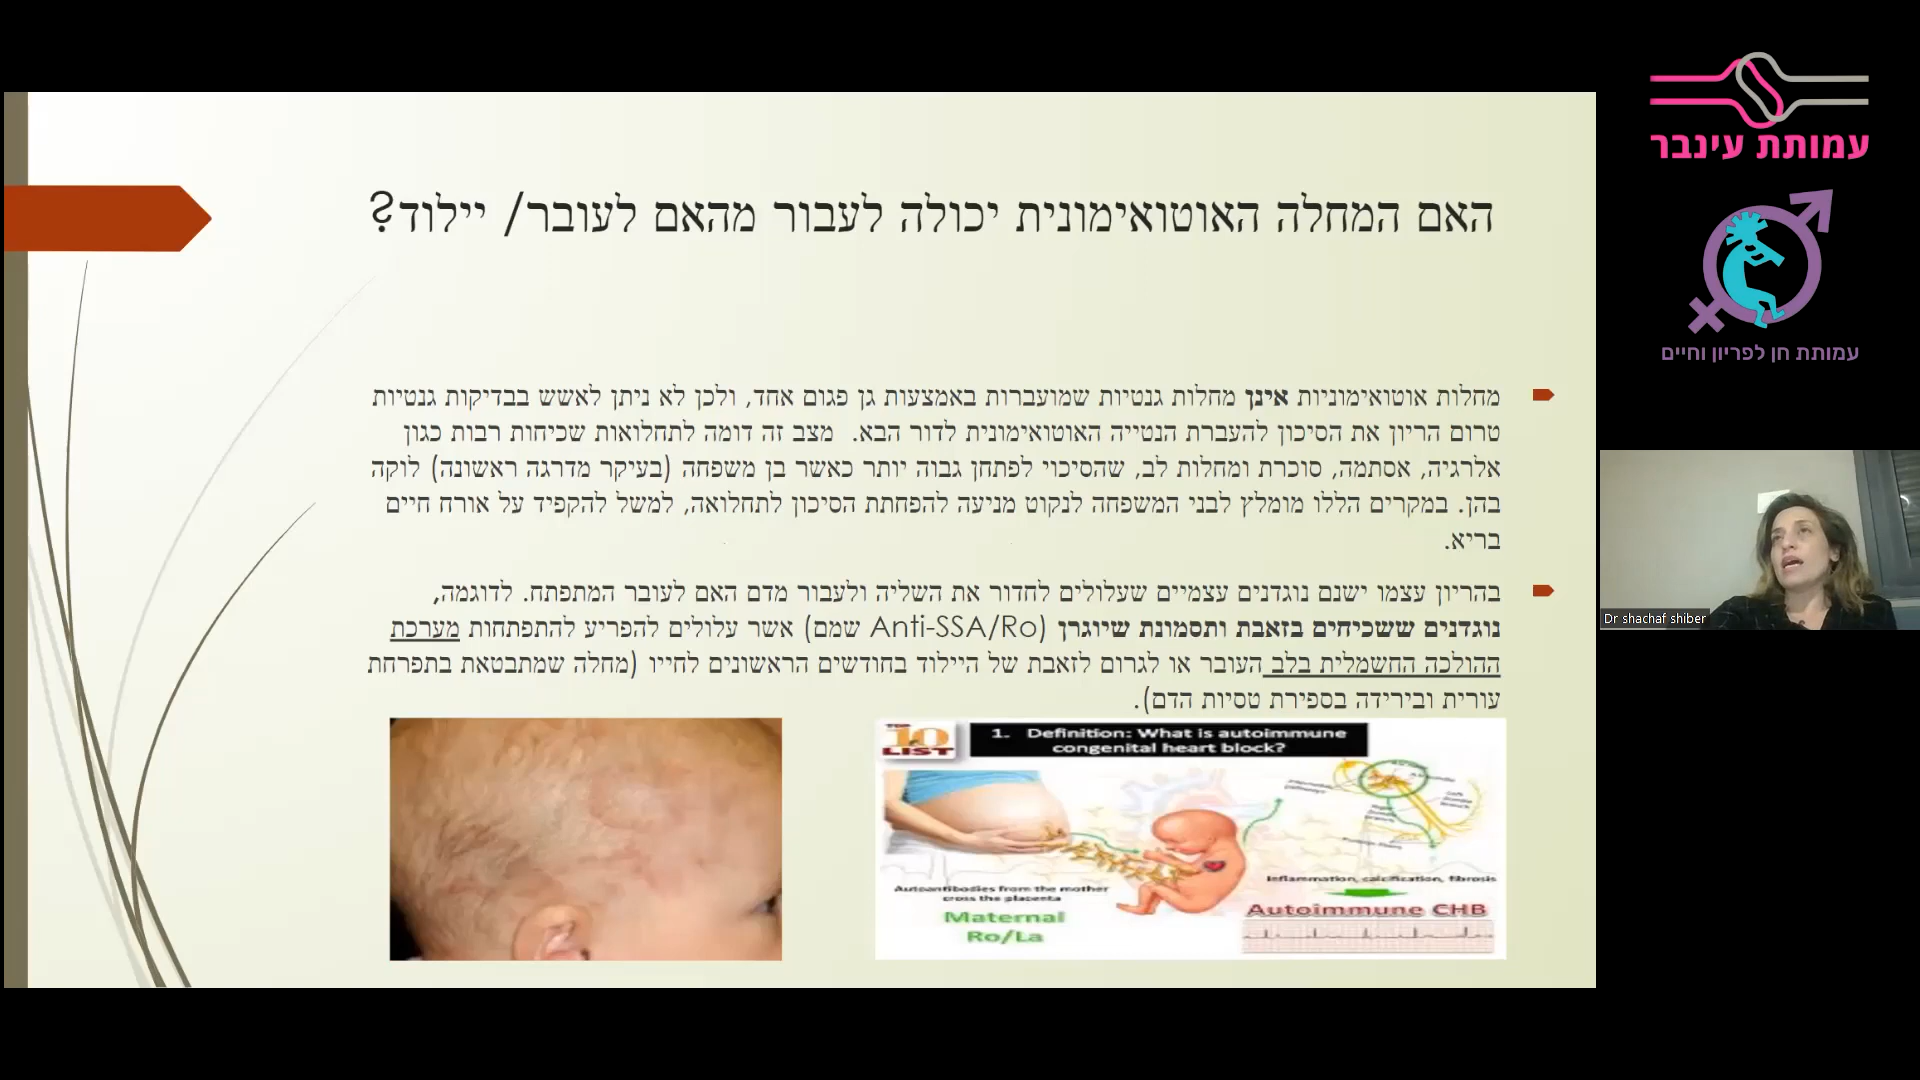 האם המחלה האוטואימונית יכולה לעבור מהאם לעובר/ יילוד?
מחלות אוטואימוניות אינן מחלות גנטיות שמועברות באמצעות גן פגום אחד, ולכן לא ניתן לאשש בבדיקות גנטיות
טרום הריון את הסיכון להעברת הנטייה האוטואימונית לדור הבא. מצב זה דומה לתחלואות שכיחות רבות כגון
אלרגיה, אסתמה, סוכרת ומחלות לב, שהסיכוי לפתחן גבוה יותר כאשר בן משפחה (בעיקר מדרגה ראשונה) לוקה
בהן. במקרים הללו מומלץ לבני המשפחה לנקוט מניעה להפחתת הסיכון לתחלואה, למשל להקפיד על אורח חיים
בריא.
בהריון עצמו ישנם נוגדנים עצמיים שעלולים לחדור את השליה ולעבור מדם האם לעובר המתפתח. לדוגמה,
נוגדנים ששכיחים בזאבת ותסמונת שיוגרן (Anti-SSA/Ro שמם) אשר עלולים להפריע להתפתחות מערכת
ההולכה החשמלית בלב העובר או לגרום לזאבת של היילוד בחודשים הראשונים לחייו (מחלה שמתבטאת בתפרחת
עורית ובירידה בספירת טסיות הדם).
TOP
10
LIST
1. Definition: What is autoimmune
congenital heart block?
Autoantibodies from the mother
cross the placenta
Maternal
Ro/La
Inflammation, calcification, fibrosis
Autoimmune CHB
עמותת עינבר
עמותת חן לפריון וחיים
Dr shachaf shiber